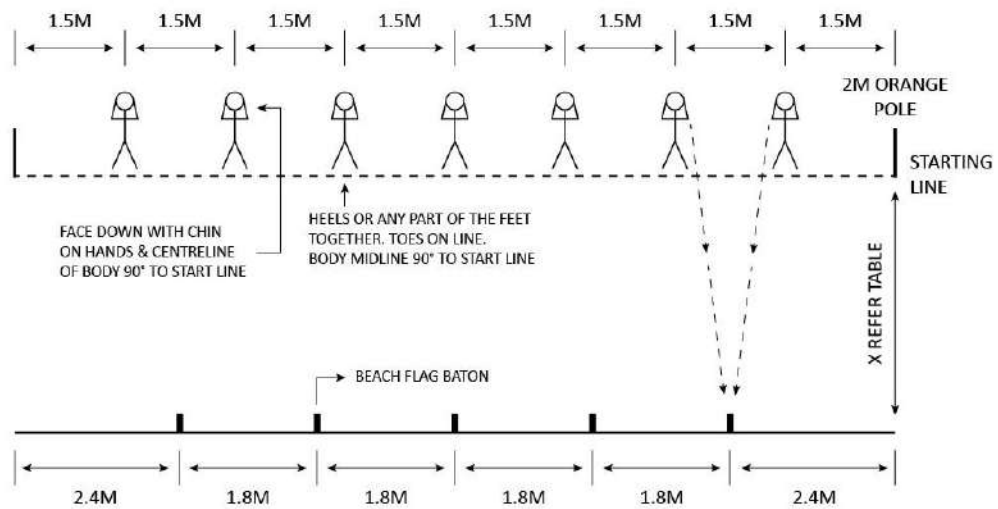 1.5M 1.5M 1.5M 1.5M 1.5M 1.5M 1.5M 1.5M
2M ORANGE
POLE
STARTING
LINE
FACE DOWN WITH CHIN
ON HANDS & CENTRELINE
OF BODY 90° TO START LINE
HEELS OR ANY PART OF THE FEET
TOGETHER. TOES ON LINE.
BODY MIDLINE 90° TO START LINE
X REFER TABLE
BEACH FLAG BATON
2.4M 1.8M 1.8M 1.8M 1.8M 2.4M